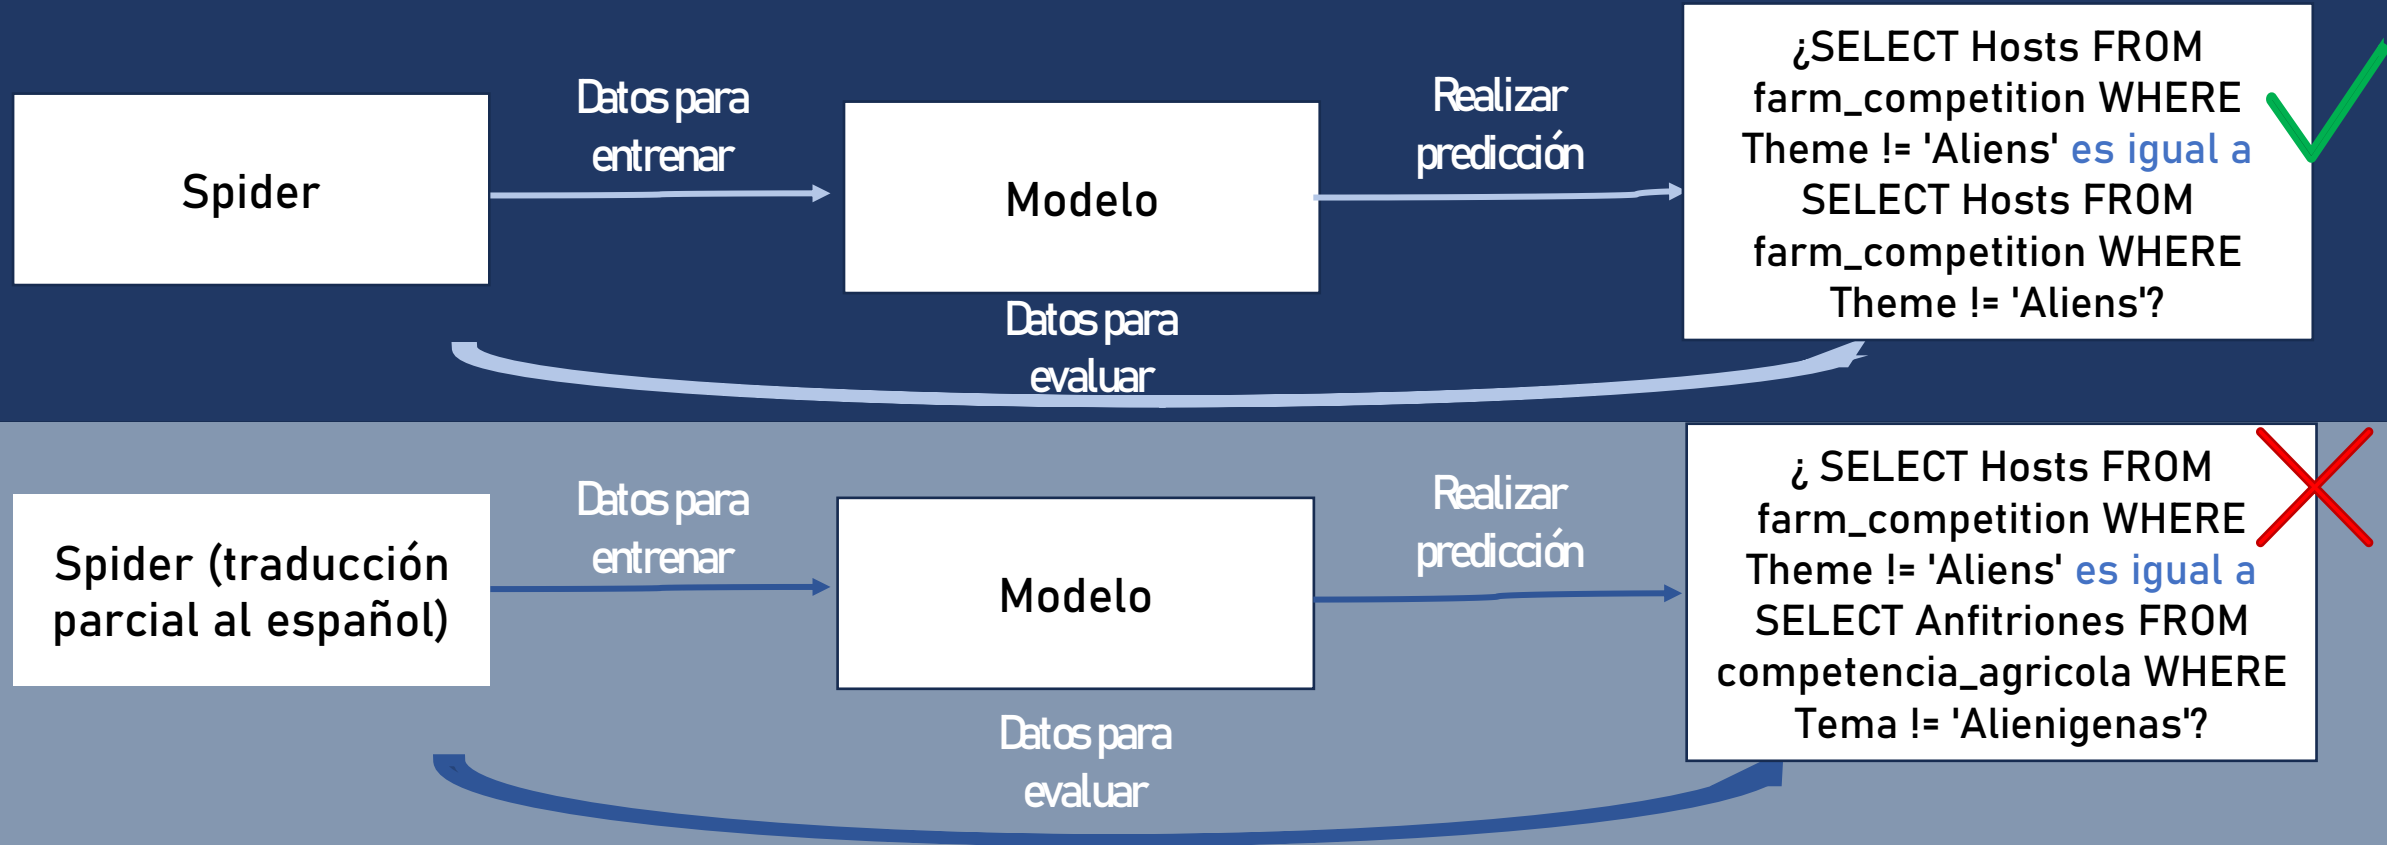 Spider
Datos para
entrenar
Modelo
Realizar
predicción
¿SELECT Hosts FROM
farm_competition WHERE
Theme != 'Aliens' es igual a
SELECT Hosts FROM
farm_competition WHERE
Theme != 'Aliens'?
Datos para
evaluar
Spider (traducción
parcial al español)
Datos para
entrenar
Modelo
Realizar
predicción
¿ SELECT Hosts FROM
farm_competition WHERE
Theme != 'Aliens' es igual a
SELECT Anfitriones FROM
competencia_agricola WHERE
Tema != 'Alienigenas'?
Datos para
evaluar